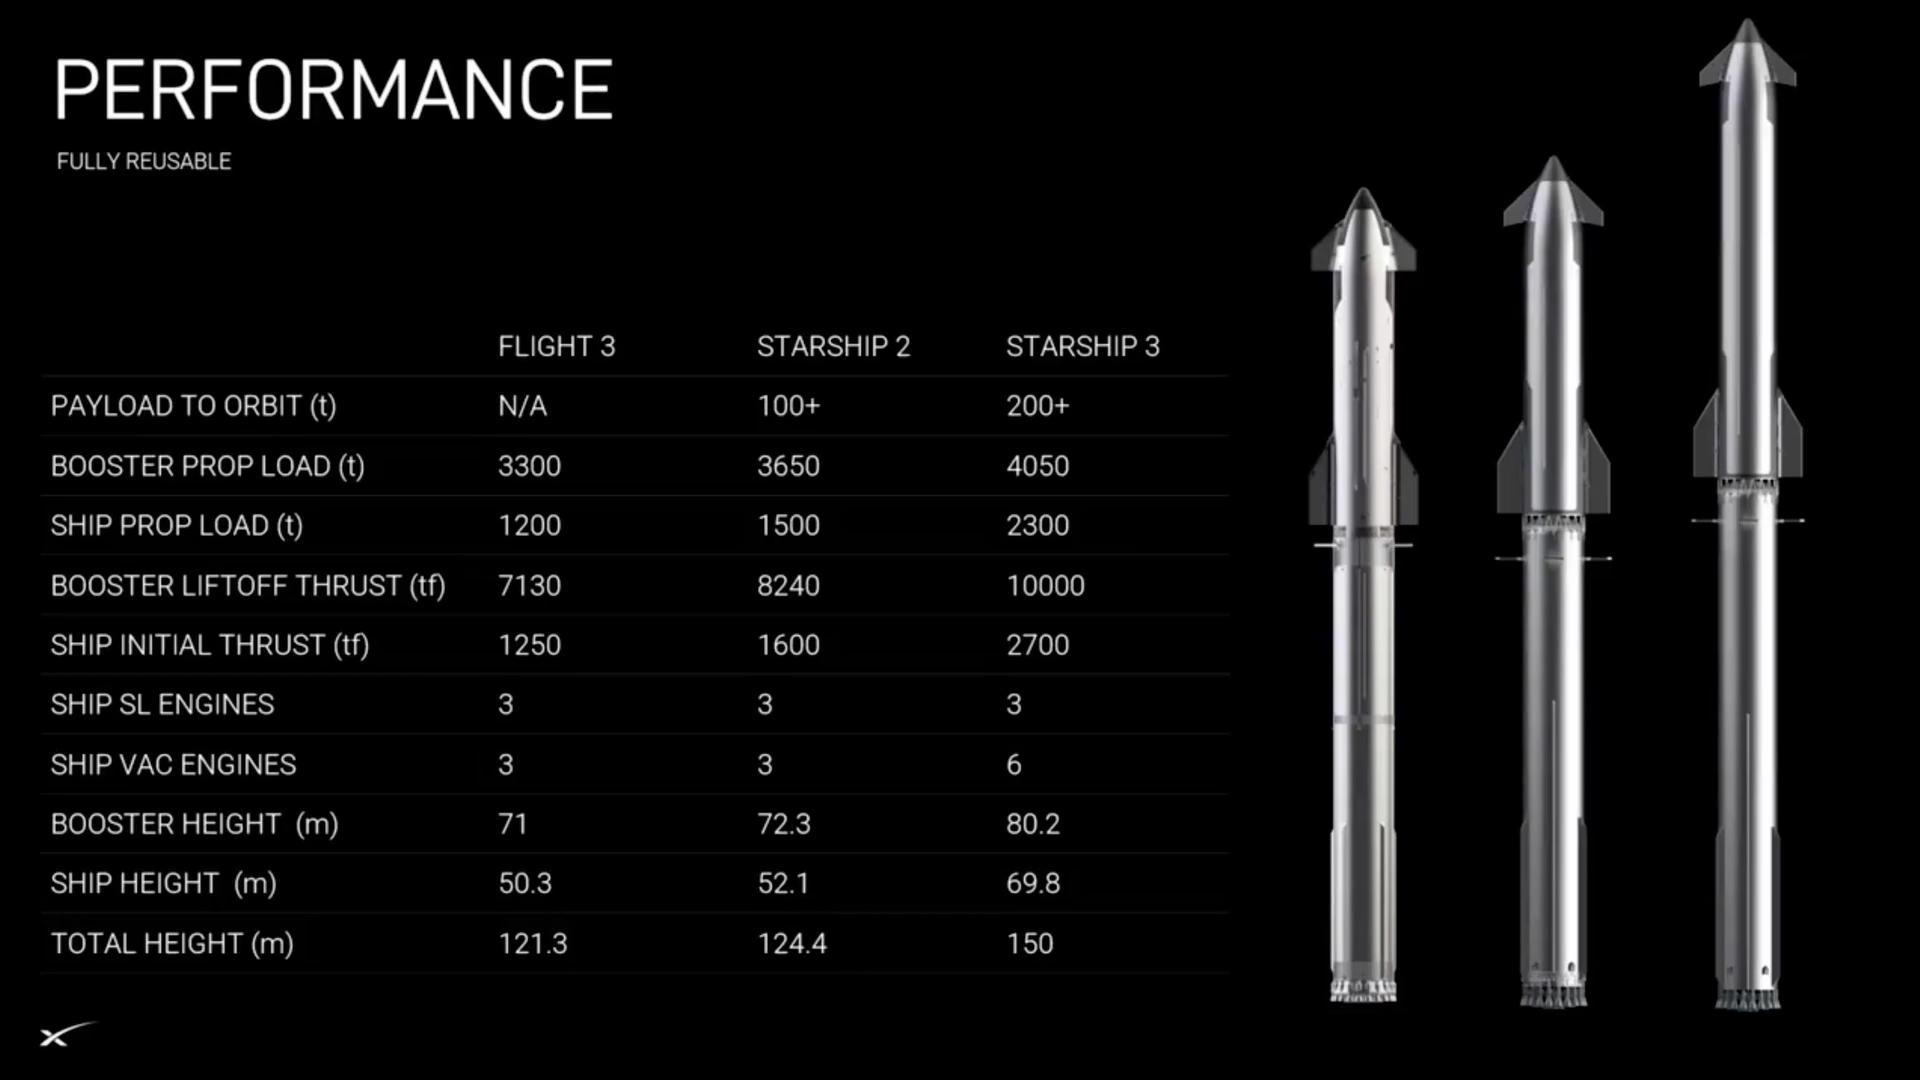 PERFORMANCE
FULLY REUSABLE
FLIGHT 3 STARSHIP 2 STARSHIP 3
PAYLOAD TO ORBIT (t) N/A 100+ 200+
BOOSTER PROP LOAD (t) 3300 3650 4050
SHIP PROP LOAD (t) 1200 1500 2300
BOOSTER LIFTOFF THRUST (tf) 7130 8240 10000
SHIP INITIAL THRUST (tf) 1250 1600 2700
SHIP SL ENGINES 3 3 3
SHIP VAC ENGINES 3 3 6
BOOSTER HEIGHT (m) 71 72.3 80.2
SHIP HEIGHT (m) 50.3 52.1 69.8
TOTAL HEIGHT (m) 121.3 124.4 150